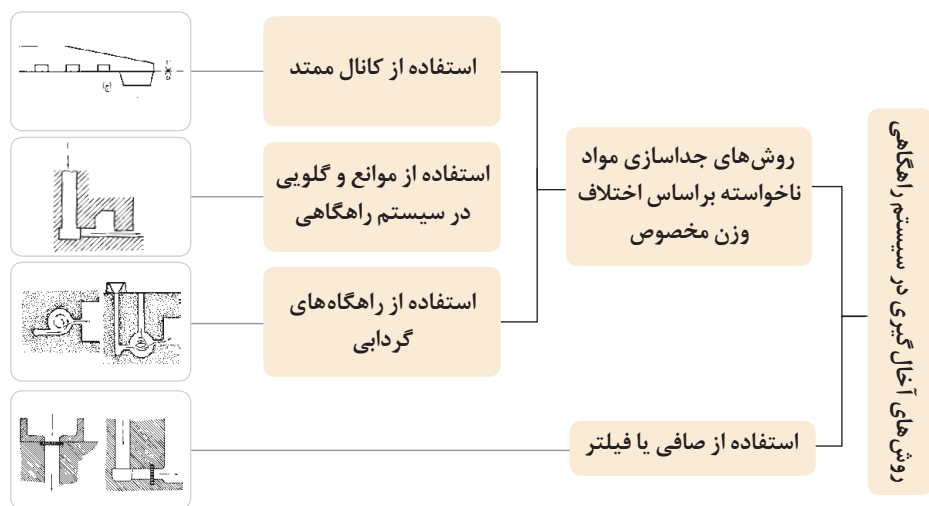 روش‌های آخال‌گیری در سیستم راهگاهی
روش‌های جداسازی مواد
ناخواسته براساس اختلاف
وزن مخصوص
استفاده از کانال ممتد
استفاده از موانع و گلویی
در سیستم راهگاهی
استفاده از راهگاه‌های
گردابی
استفاده از صافی یا فیلتر
(ج)